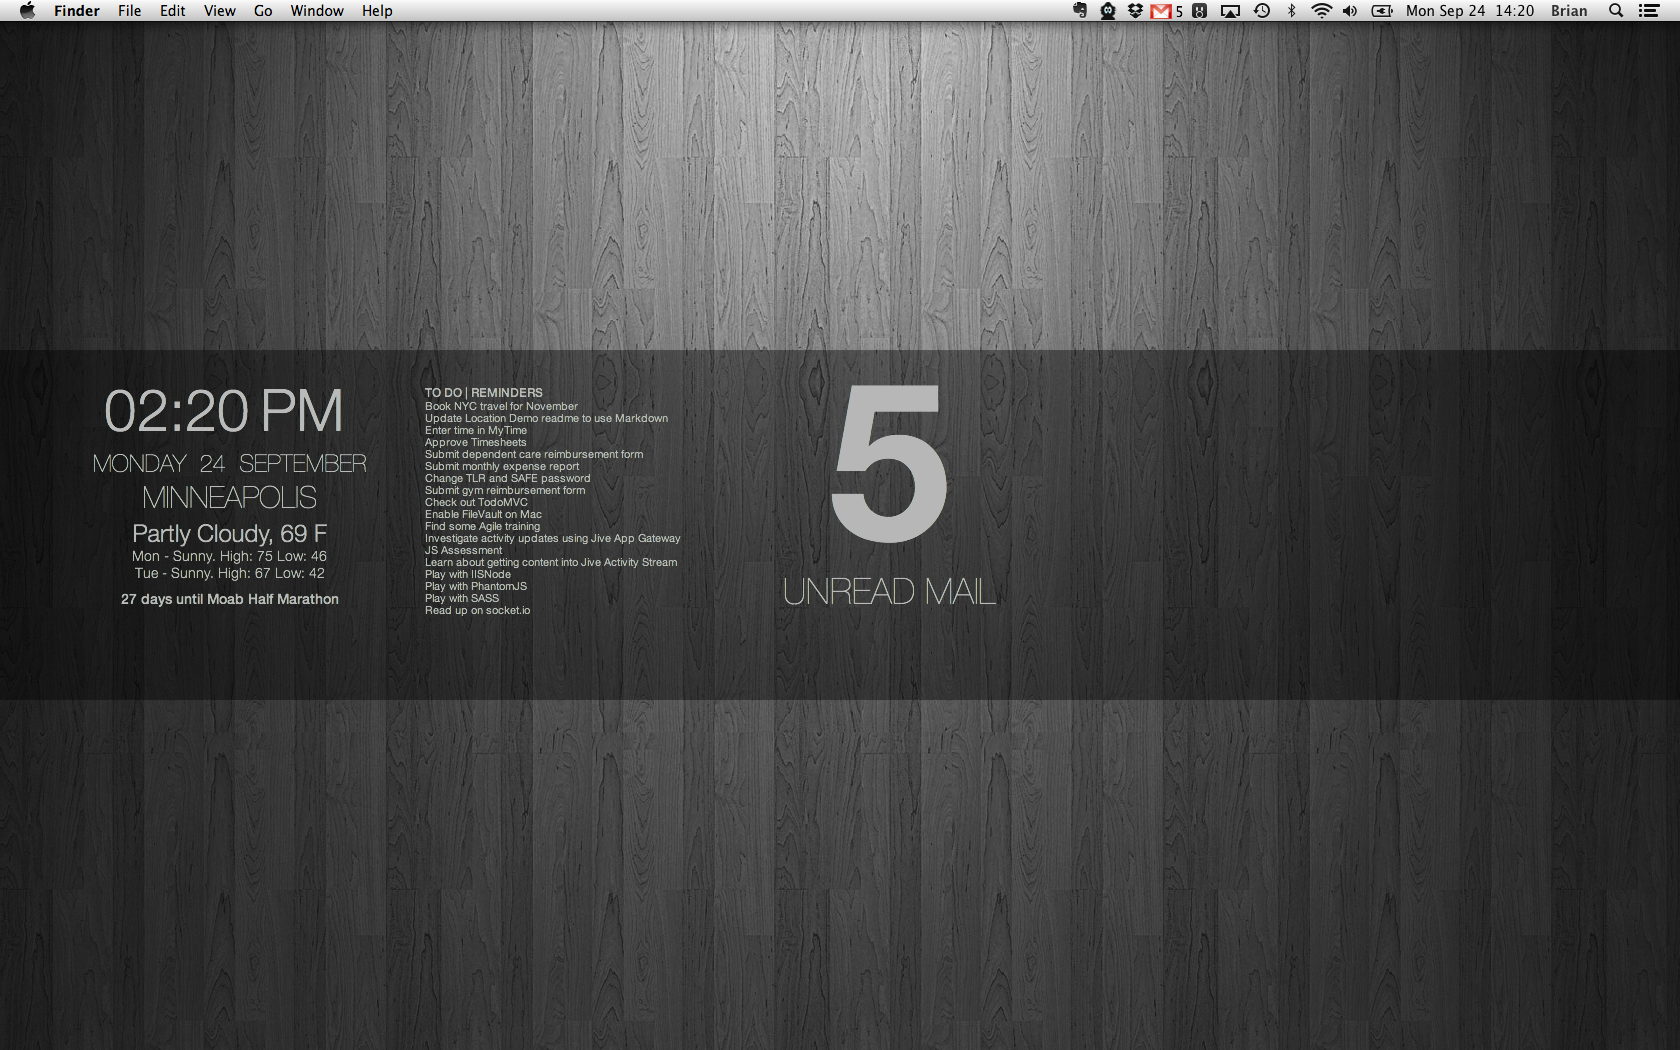 Finder File Edit View Go Window Help 5 Mon Sep 24 14:20 Brian
02:20 PM
MONDAY 24 SEPTEMBER
MINNEAPOLIS
Partly Cloudy, 69 F
Mon - Sunny. High: 75 Low: 46
Tue - Sunny. High: 67 Low: 42
27 days until Moab Half Marathon
TO DO | REMINDERS
Book NYC travel for November
Update Location Demo readme to use Markdown
Enter time in MyTime
Approve Timesheets
Submit dependent care reimbursement form
Submit monthly expense report
Change TLR and SAFE password
Submit gym reimbursement form
Check out TodoMVC
Enable FileVault on Mac
Find some Agile training
Investigate activity updates using Jive App Gateway
JS Assessment
Learn about getting content into Jive Activity Stream
Play with IISNode
Play with PhantomJS
Play with SASS
Read up on socket.io
5
UNREAD MAIL